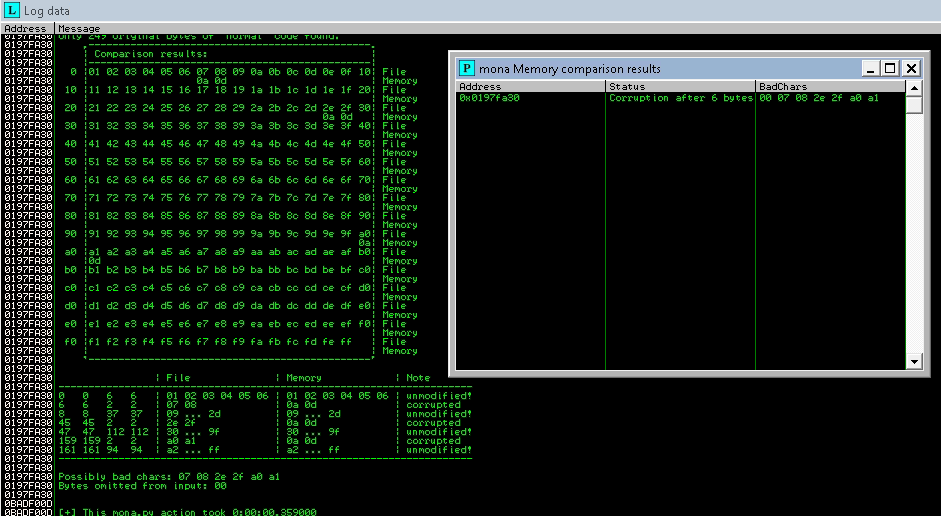 L Log data
Address Message
0197FA30 Only 249 original bytes of "normal" code found.
0197FA30
0197FA30 | Comparison results:
0197FA30
0197FA30 0 |01 02 03 04 05 06 07 08 09 0a 0b 0c 0d 0e 0f 10| File
0197FA30 | 0a 0d | Memory
0197FA30 10 |11 12 13 14 15 16 17 18 19 1a 1b 1c 1d 1e 1f 20| File
0197FA30 | | Memory
0197FA30 20 |21 22 23 24 25 26 27 28 29 2a 2b 2c 2d 2e 2f 30| File
0197FA30 | 0a 0d | Memory
0197FA30 30 |31 32 33 34 35 36 37 38 39 3a 3b 3c 3d 3e 3f 40| File
0197FA30 | | Memory
0197FA30 40 |41 42 43 44 45 46 47 48 49 4a 4b 4c 4d 4e 4f 50| File
0197FA30 | | Memory
0197FA30 50 |51 52 53 54 55 56 57 58 59 5a 5b 5c 5d 5e 5f 60| File
0197FA30 | | Memory
0197FA30 60 |61 62 63 64 65 66 67 68 69 6a 6b 6c 6d 6e 6f 70| File
0197FA30 | | Memory
0197FA30 70 |71 72 73 74 75 76 77 78 79 7a 7b 7c 7d 7e 7f 80| File
0197FA30 | | Memory
0197FA30 80 |81 82 83 84 85 86 87 88 89 8a 8b 8c 8d 8e 8f 90| File
0197FA30 | | Memory
0197FA30 90 |91 92 93 94 95 96 97 98 99 9a 9b 9c 9d 9e 9f a0| File
0197FA30 | 0a| Memory
0197FA30 a0 |a1 a2 a3 a4 a5 a6 a7 a8 a9 aa ab ac ad ae af b0| File
0197FA30 |0d | Memory
0197FA30 b0 |b1 b2 b3 b4 b5 b6 b7 b8 b9 ba bb bc bd be bf c0| File
0197FA30 | | Memory
0197FA30 c0 |c1 c2 c3 c4 c5 c6 c7 c8 c9 ca cb cc cd ce cf d0| File
0197FA30 | | Memory
0197FA30 d0 |d1 d2 d3 d4 d5 d6 d7 d8 d9 da db dc dd de df e0| File
0197FA30 | | Memory
0197FA30 e0 |e1 e2 e3 e4 e5 e6 e7 e8 e9 ea eb ec ed ee ef f0| File
0197FA30 | | Memory
0197FA30 f0 |f1 f2 f3 f4 f5 f6 f7 f8 f9 fa fb fc fd fe ff | File
0197FA30 | | Memory
0197FA30
0197FA30
0197FA30 | File | Memory | Note
0197FA30
0197FA30 0 0 6 6 | 01 02 03 04 05 06 | 01 02 03 04 05 06 | unmodified!
0197FA30 6 6 2 2 | 07 08 | 0a 0d | corrupted
0197FA30 8 8 37 37 | 09 ... 2d | 09 ... 2d | unmodified!
0197FA30 45 45 2 2 | 2e 2f | 0a 0d | corrupted
0197FA30 47 47 112 112 | 30 ... 9f | 30 ... 9f | unmodified!
0197FA30 159 159 2 2 | a0 a1 | 0a 0d | corrupted
0197FA30 161 161 94 94 | a2 ... ff | a2 ... ff | unmodified!
0197FA30
0197FA30
0197FA30 Possibly bad chars: 07 08 2e 2f a0 a1
0197FA30 Bytes omitted from input: 00
0197FA30
0BADF00D
0BADF00D [+] This mona.py action took 0:00:00.359000
P mona Memory comparison results
Address Status BadChars
0x0197fa30 Corruption after 6 bytes 00 07 08 2e 2f a0 a1